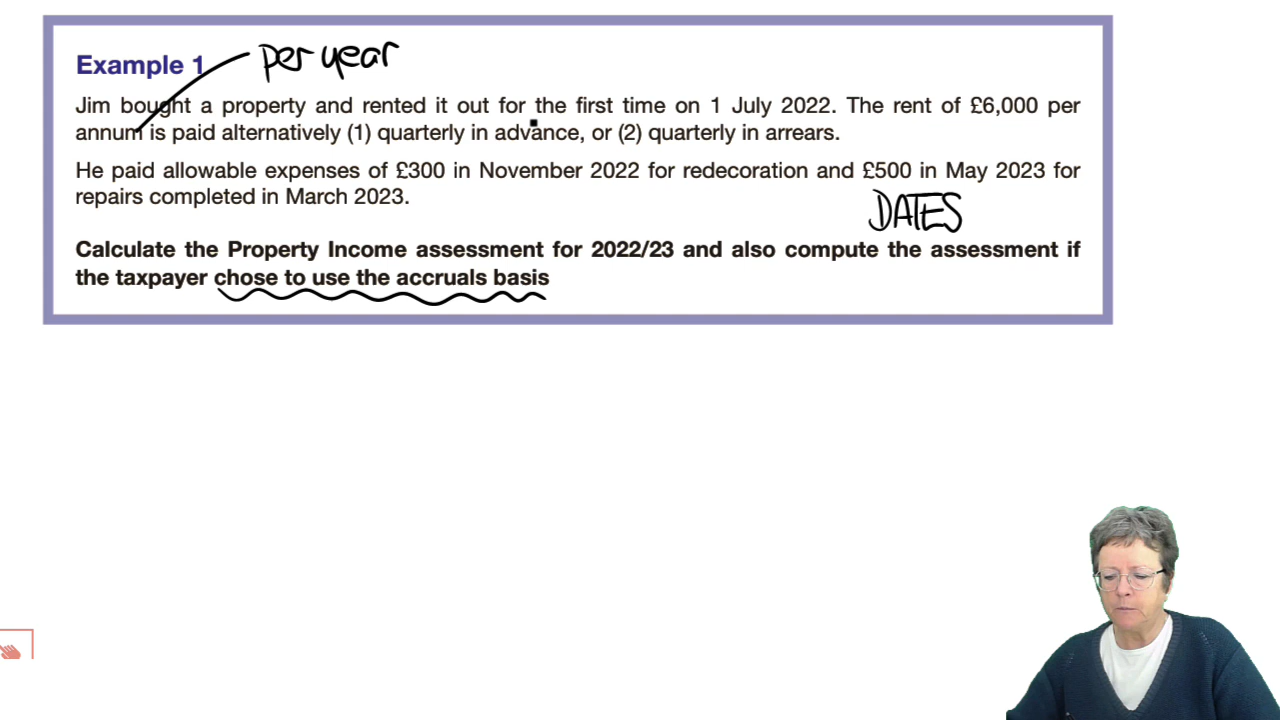 Example 1
per year
Jim bought a property and rented it out for the first time on 1 July 2022. The rent of £6,000 per
annum is paid alternatively (1) quarterly in advance, or (2) quarterly in arrears.
He paid allowable expenses of £300 in November 2022 for redecoration and £500 in May 2023 for
repairs completed in March 2023.
DATES
Calculate the Property Income assessment for 2022/23 and also compute the assessment if
the taxpayer chose to use the accruals basis